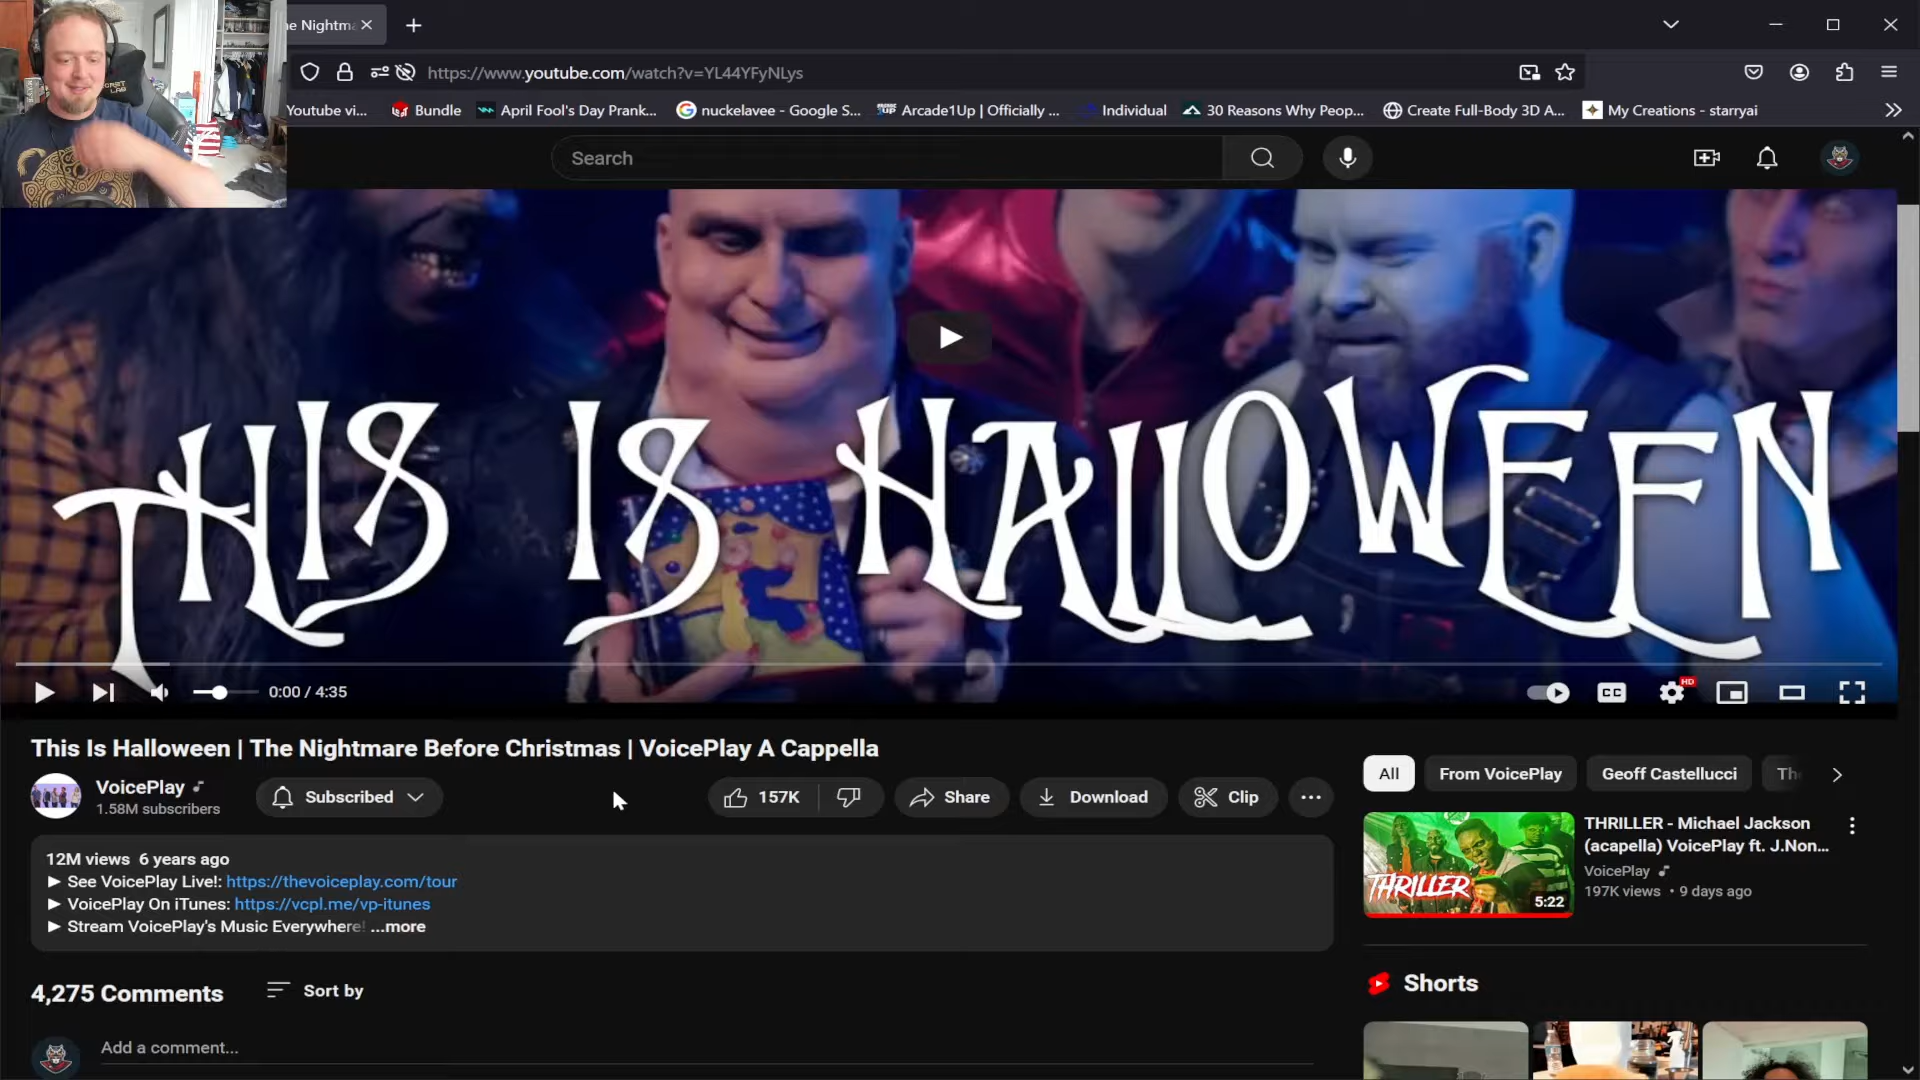 e Nightm
https://www.youtube.com/watch?v=YL44YFyNLys
Youtube vi...
Bundle
April Fool's Day Prank...
nuckelavee - Google S...
Arcade1Up | Officially ...
Individual
30 Reasons Why Peop...
Create Full-Body 3D A...
My Creations - starryai
Search
THIS IS HALLOWEEN
0:00 / 4:35
CC
HD
This Is Halloween | The Nightmare Before Christmas | VoicePlay A Cappella
VoicePlay
1.58M subscribers
Subscribed
157K
Share
Download
Clip
12M views 6 years ago
► See VoicePlay Live!: https://thevoiceplay.com/tour
► VoicePlay On iTunes: https://vcpl.me/vp-itunes
► Stream VoicePlay's Music Everywhere! ...more
4,275 Comments
Sort by
Add a comment...
All
From VoicePlay
Geoff Castellucci
Th
THRILLER
5:22
THRILLER - Michael Jackson
(acapella) VoicePlay ft. J.Non...
VoicePlay
197K views • 9 days ago
Shorts